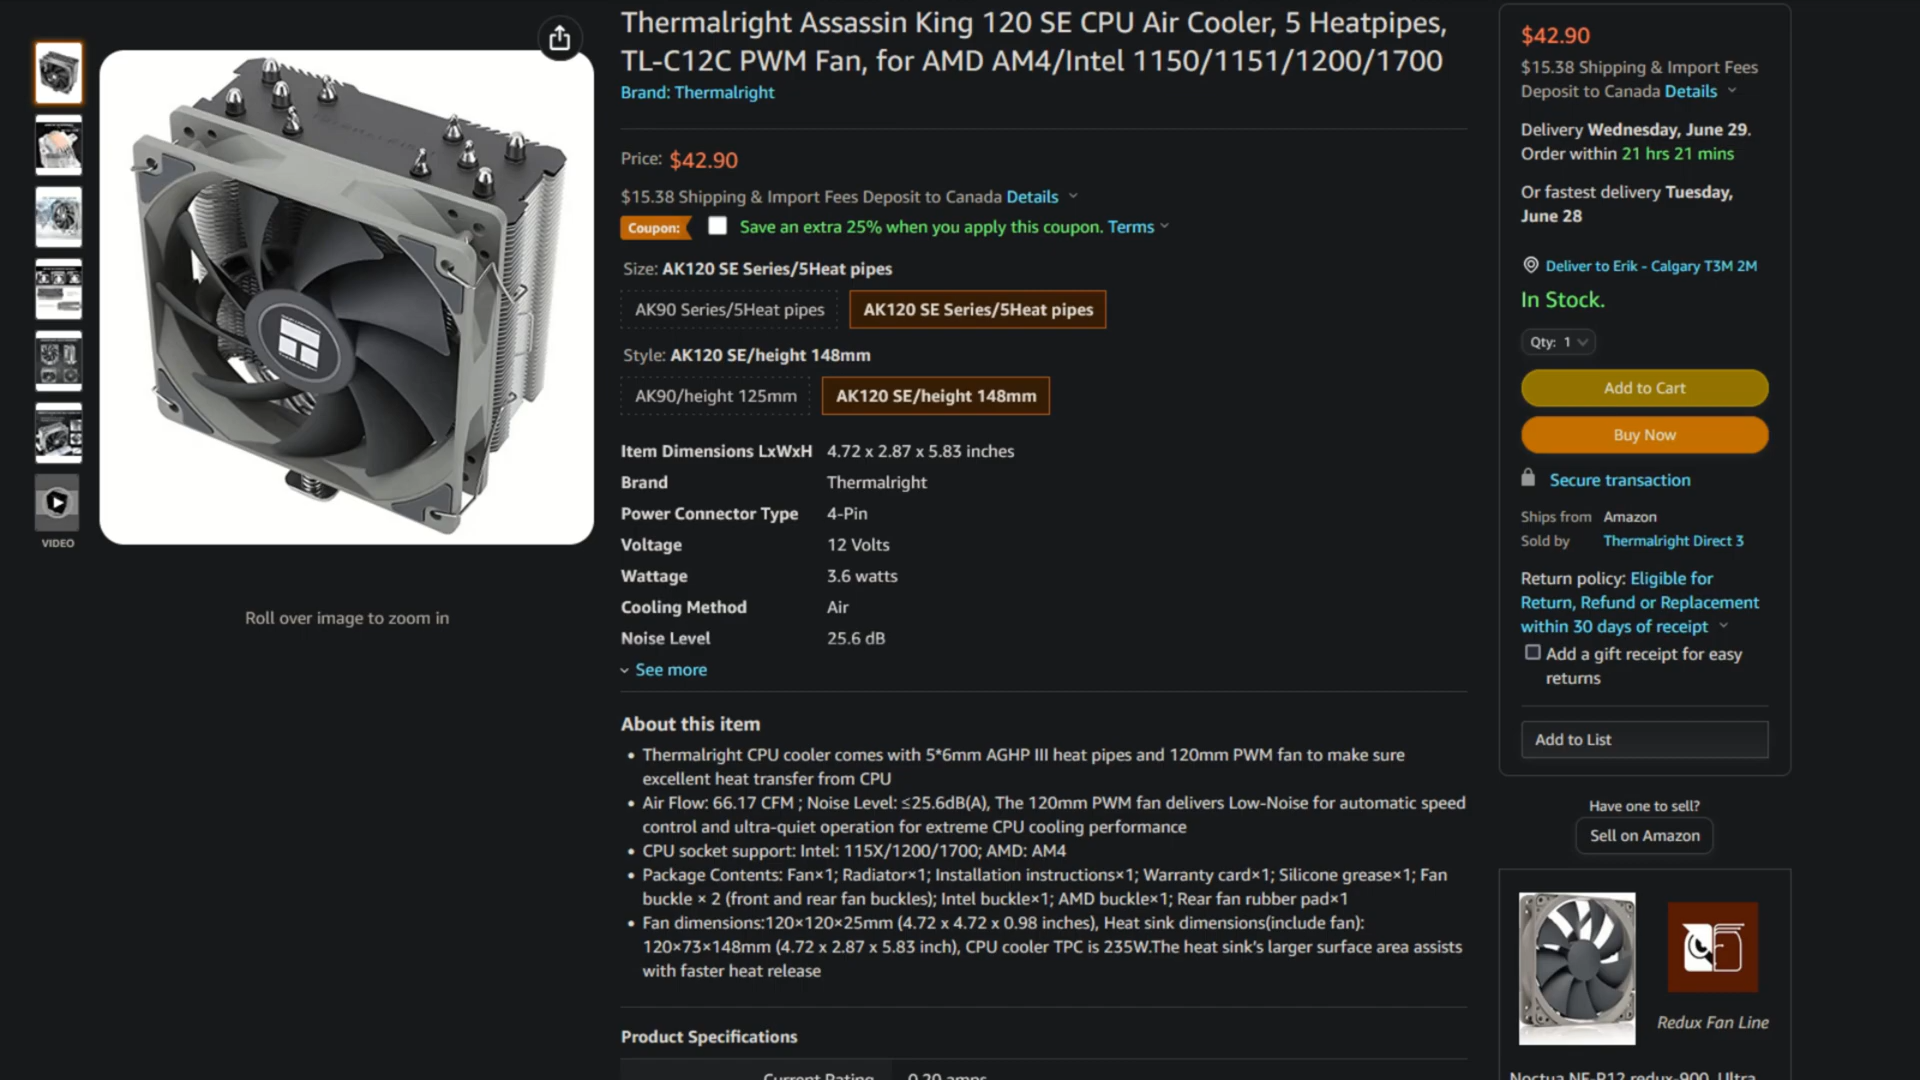 Thermalright Assassin King 120 SE CPU Air Cooler, 5 Heatpipes,
TL-C12C PWM Fan, for AMD AM4/Intel 1150/1151/1200/1700
Brand: Thermalright
Price: $42.90
$15.38 Shipping & Import Fees Deposit to Canada Details
Coupon: Save an extra 25% when you apply this coupon. Terms
Size: AK120 SE Series/5Heat pipes
AK90 Series/5Heat pipes
AK120 SE Series/5Heat pipes
Style: AK120 SE/height 148mm
AK90/height 125mm
AK120 SE/height 148mm
Item Dimensions LxWxH 4.72 x 2.87 x 5.83 inches
Brand Thermalright
Power Connector Type 4-Pin
Voltage 12 Volts
Wattage 3.6 watts
Cooling Method Air
Noise Level 25.6 dB
See more
VIDEO
Roll over image to zoom in
About this item
• Thermalright CPU cooler comes with 5*6mm AGHP III heat pipes and 120mm PWM fan to make sure
excellent heat transfer from CPU
• Air Flow: 66.17 CFM ; Noise Level: ≤25.6dB(A), The 120mm PWM fan delivers Low-Noise for automatic speed
control and ultra-quiet operation for extreme CPU cooling performance
• CPU socket support: Intel: 115X/1200/1700; AMD: AM4
• Package Contents: Fan×1; Radiator×1; Installation instructions×1; Warranty card×1; Silicone grease×1; Fan
buckle × 2 (front and rear fan buckles); Intel buckle×1; AMD buckle×1; Rear fan rubber pad×1
• Fan dimensions:120×120×25mm (4.72 x 4.72 x 0.98 inches), Heat sink dimensions(include fan):
120×73×148mm (4.72 x 2.87 x 5.83 inch), CPU cooler TPC is 235W.The heat sink's larger surface area assists
with faster heat release
Product Specifications
Current Rating 0.20 amps
$42.90
$15.38 Shipping & Import Fees
Deposit to Canada Details
Delivery Wednesday, June 29.
Order within 21 hrs 21 mins
Or fastest delivery Tuesday,
June 28
Deliver to Erik - Calgary T3M 2M
In Stock.
Qty: 1
Add to Cart
Buy Now
Secure transaction
Ships from Amazon
Sold by Thermalright Direct 3
Return policy: Eligible for
Return, Refund or Replacement
within 30 days of receipt
Add a gift receipt for easy
returns
Add to List
Have one to sell?
Sell on Amazon
Redux Fan Line
Noctua NF-P12 redux-900, Ultra